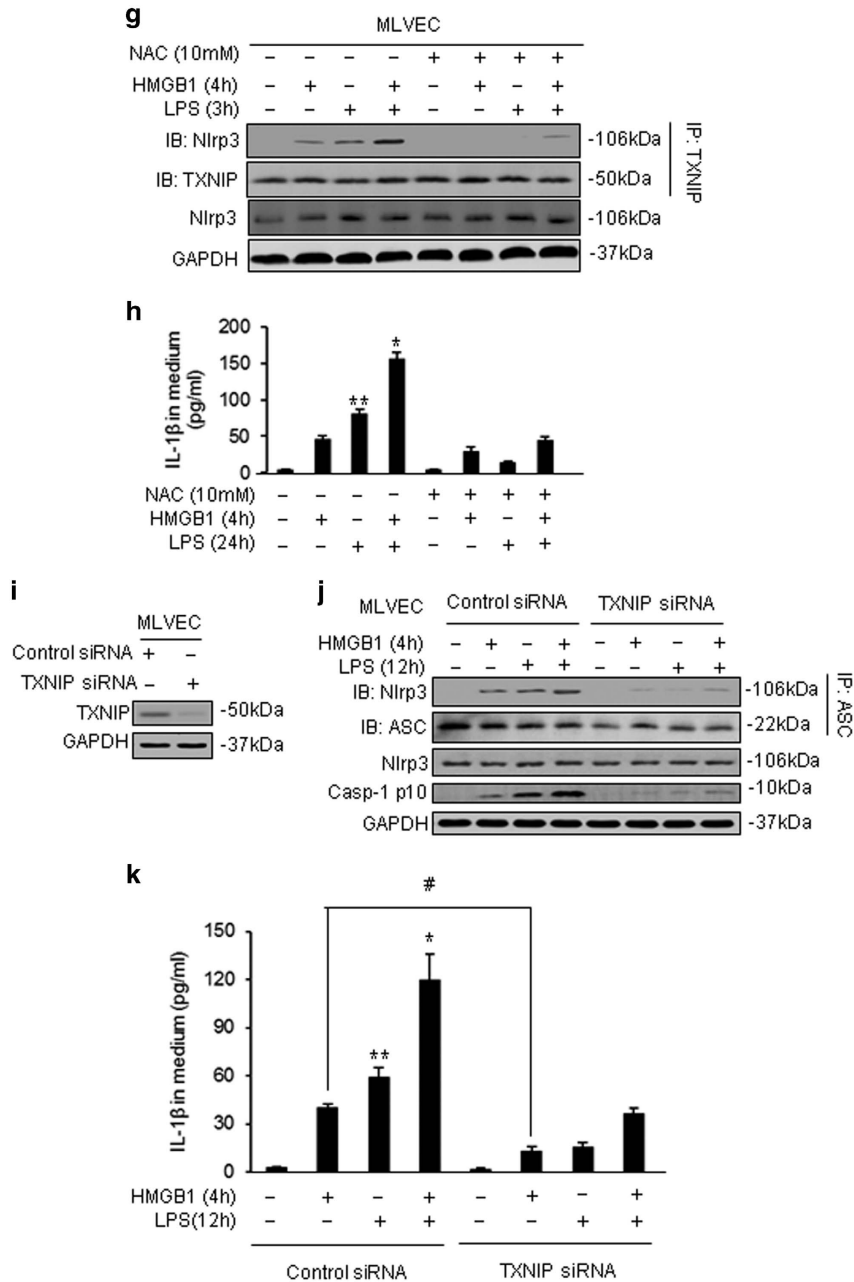 g
MLVEC
NAC (10mM) – – – – + + + +
HMGB1 (4h) – + – + – + – +
LPS (3h) – – + + – – + +
IB: Nlrp3 -106kDa
IB: TXNIP -50kDa
IP: TXNIP
Nlrp3 -106kDa
GAPDH -37kDa
h
IL-1β in medium
(pg/ml)
200
150
100
50
0
** *
NAC (10mM) – – – – + + + +
HMGB1 (4h) – + – + – + – +
LPS (24h) – – + + – – + +
i
MLVEC
Control siRNA + –
TXNIP siRNA – +
TXNIP -50kDa
GAPDH -37kDa
j
MLVEC Control siRNA TXNIP siRNA
HMGB1 (4h) – + – + – + – +
LPS (12h) – – + + – – + +
IB: Nlrp3 -106kDa
IB: ASC -22kDa
IP: ASC
Nlrp3 -106kDa
Casp-1 p10 -10kDa
GAPDH -37kDa
k
#
IL-1β in medium (pg/ml)
150
120
90
60
30
0
** *
HMGB1 (4h) – + – + – + – +
LPS(12h) – – + + – – + +
Control siRNA TXNIP siRNA